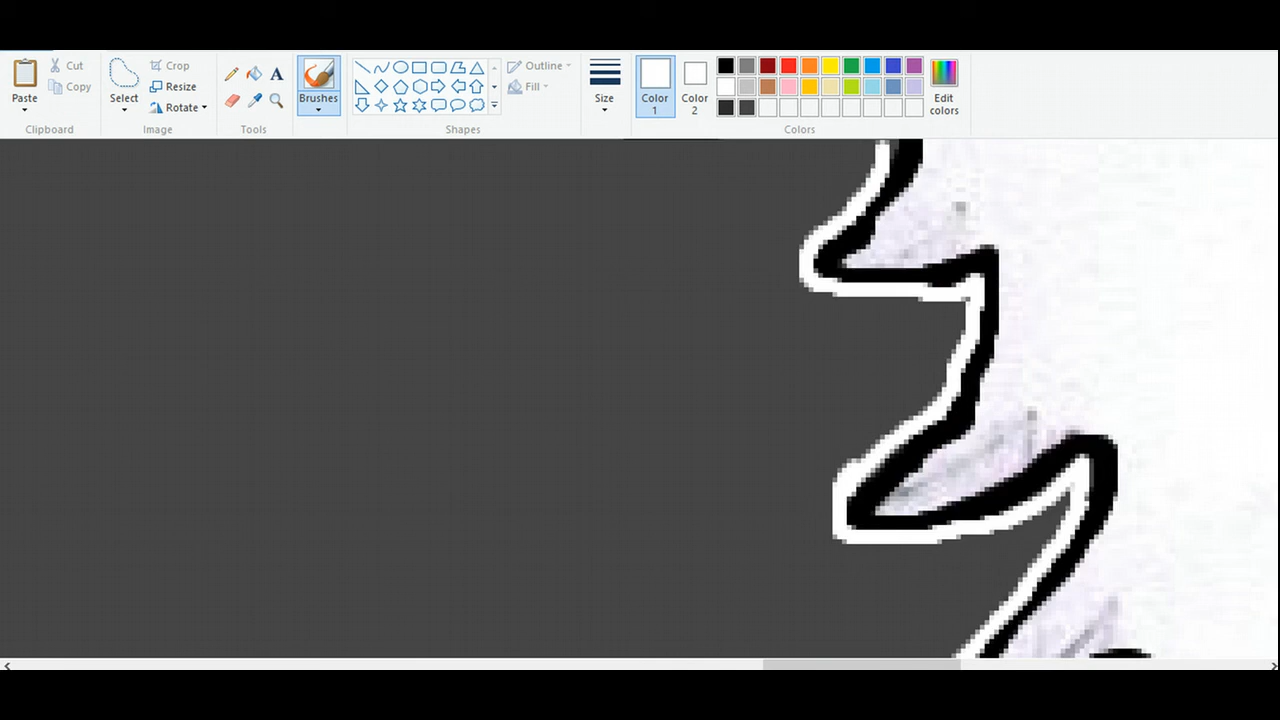 Paste
Cut
Copy
Clipboard
Select
Crop
Resize
Rotate
Image
A
Tools
Brushes
Shapes
Outline
Fill
Size
Color
1
Color
2
Colors
Edit
colors